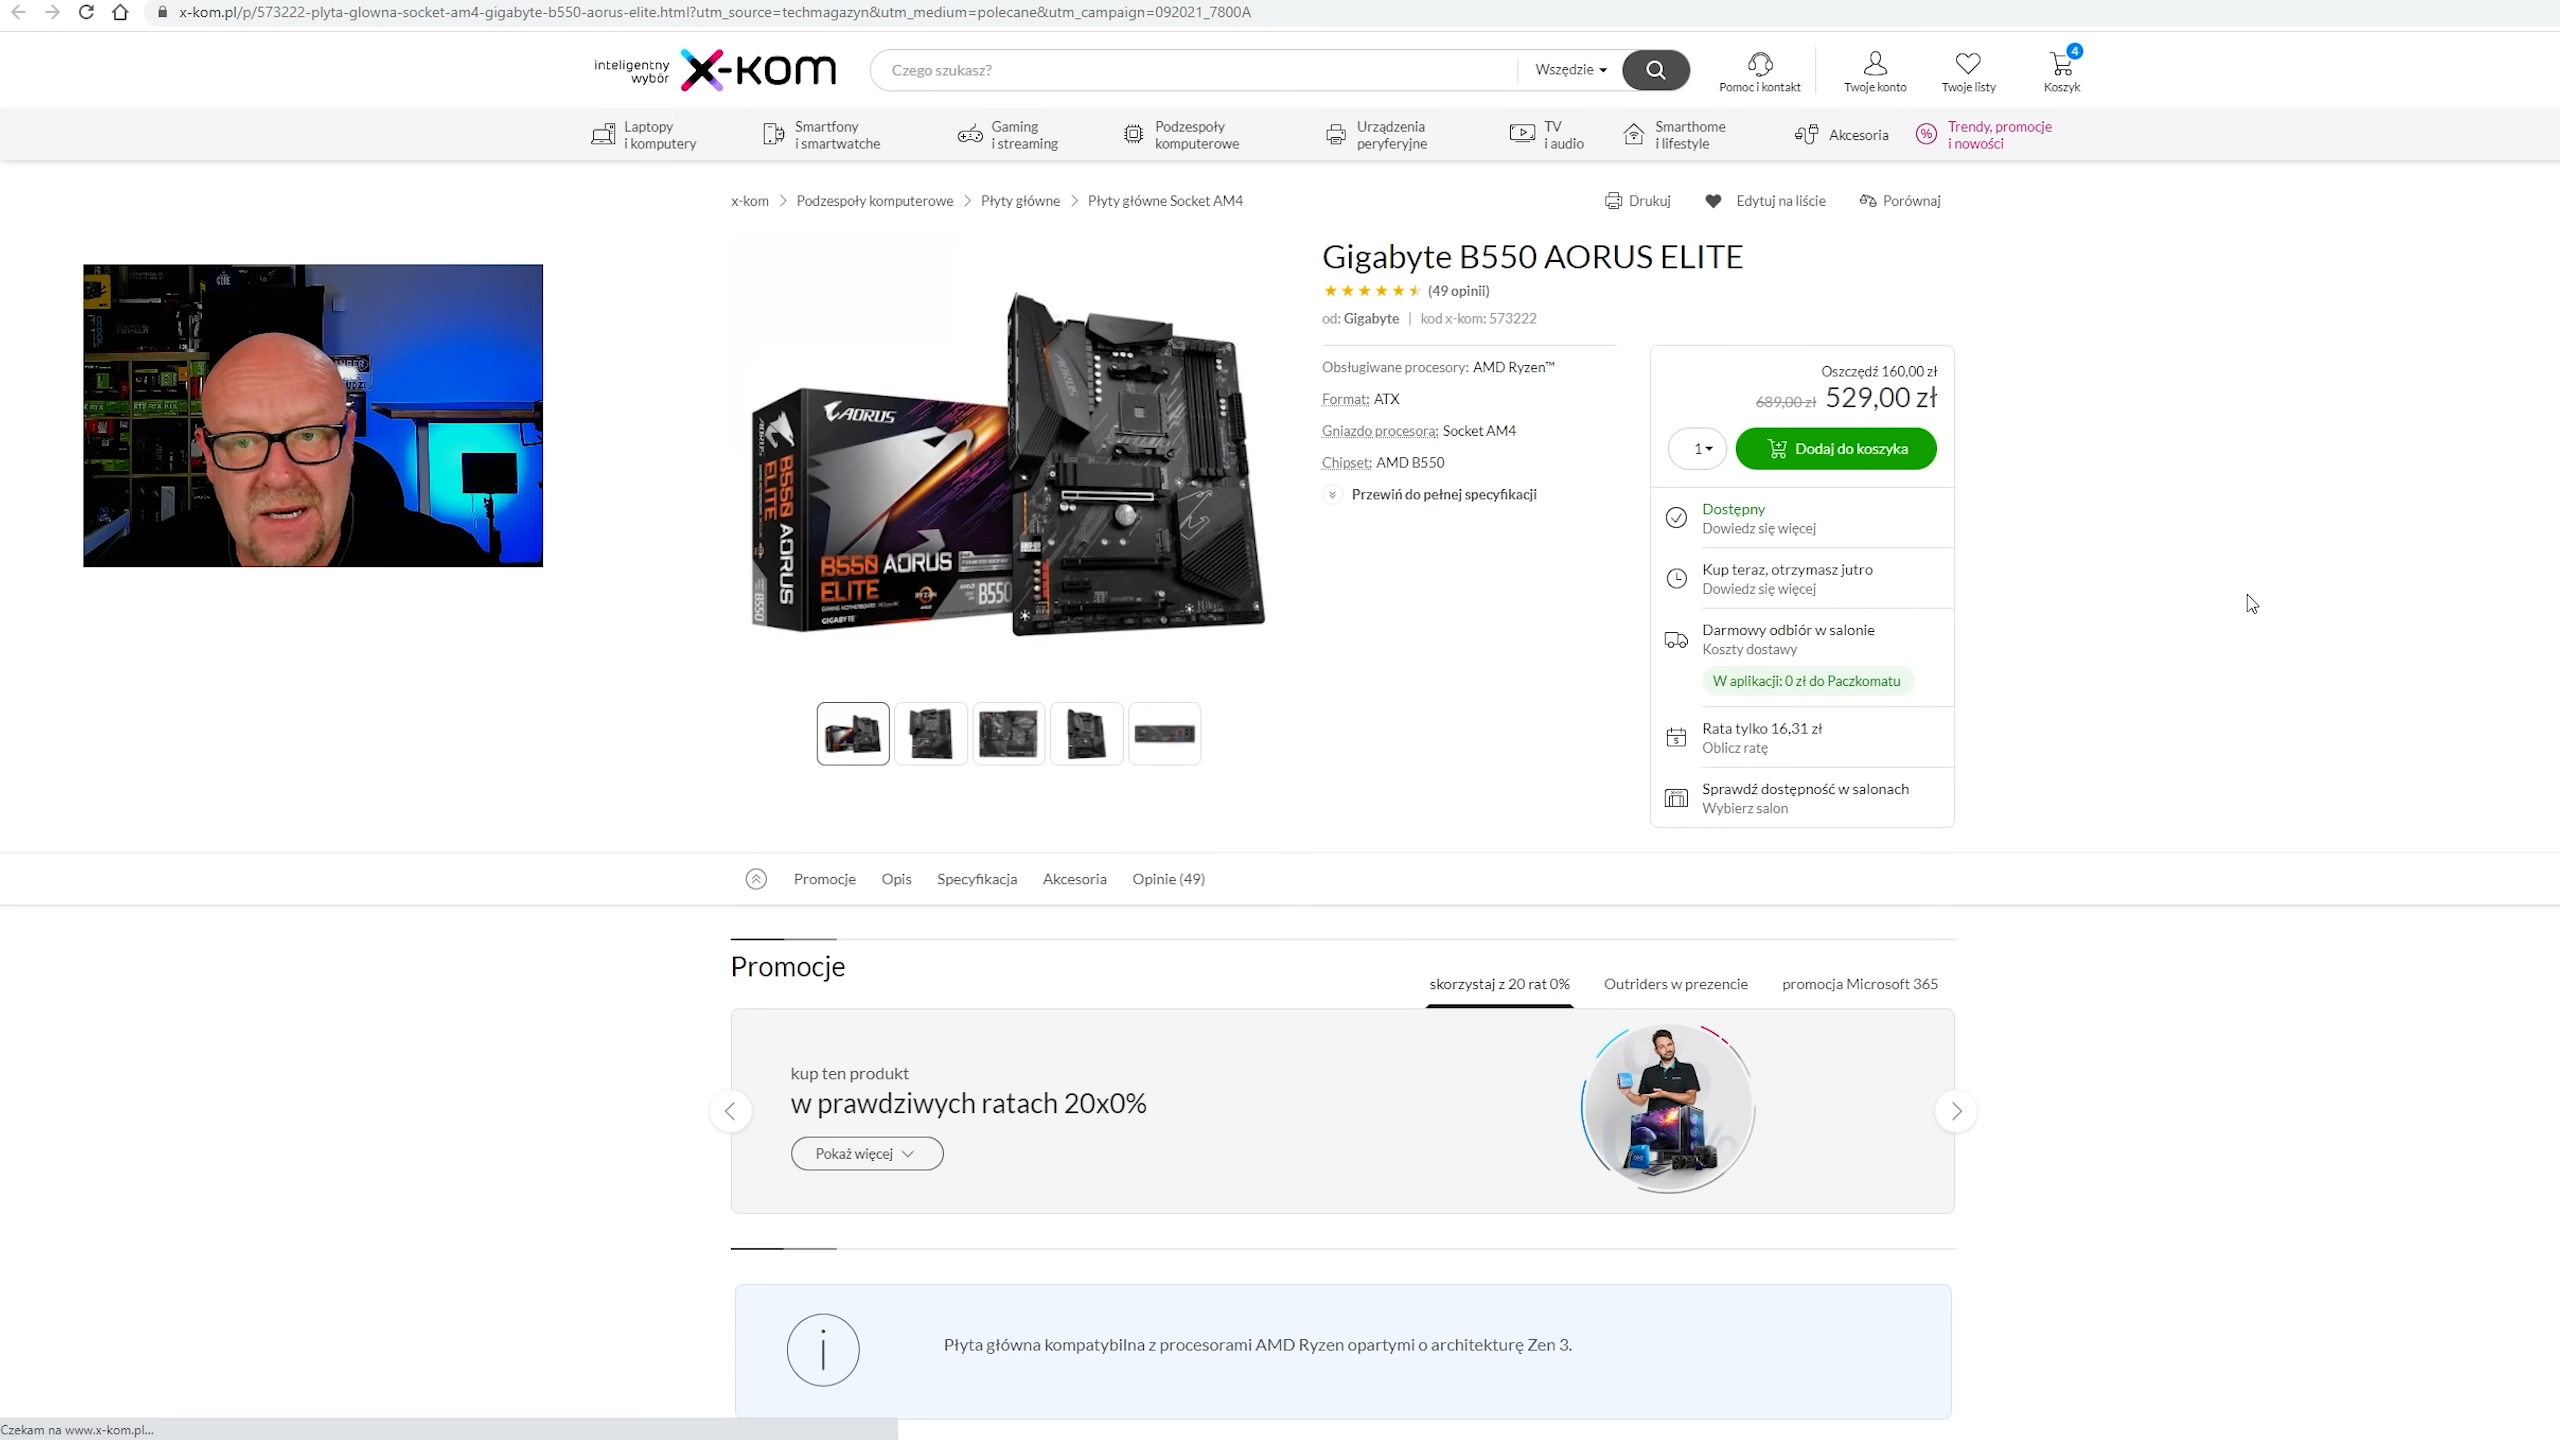 x-kom.pl/p/573222-plyta-glowna-socket-am4-gigabyte-b550-aorus-elite.html?utm_source=techmagazyn&utm_medium=polecane&utm_campaign=092021_7800A
inteligentny
wybór
x-kom
Czego szukasz?
Wszędzie
Pomoc i kontakt
Twoje konto
Twoje listy
4
Koszyk
Laptopy
i komputery
Smartfony
i smartwatche
Gaming
i streaming
Podzespoły
komputerowe
Urządzenia
peryferyjne
TV
i audio
Smarthome
i lifestyle
Akcesoria
Trendy, promocje
i nowości
x-kom
Podzespoły komputerowe
Płyty główne
Płyty główne Socket AM4
Drukuj
Edytuj na liście
Porównaj
AORUS
B550 AORUS
ELITE
B550
GIGABYTE
B550 AORUS
ELITE
Gigabyte B550 AORUS ELITE
(49 opinii)
od: Gigabyte | kod x-kom: 573222
Obsługiwane procesory: AMD Ryzen™
Format: ATX
Gniazdo procesora: Socket AM4
Chipset: AMD B550
Przewiń do pełnej specyfikacji
Oszczędź 160,00 zł
689,00 zł 529,00 zł
1
Dodaj do koszyka
Dostępny
Dowiedz się więcej
Kup teraz, otrzymasz jutro
Dowiedz się więcej
Darmowy odbiór w salonie
Koszty dostawy
W aplikacji: 0 zł do Paczkomatu
Rata tylko 16,31 zł
Oblicz ratę
Sprawdź dostępność w salonach
Wybierz salon
Promocje
Opis
Specyfikacja
Akcesoria
Opinie (49)
Promocje
skorzystaj z 20 rat 0%
Outriders w prezencie
promocja Microsoft 365
kup ten produkt
w prawdziwych ratach 20x0%
Pokaż więcej
Płyta główna kompatybilna z procesorami AMD Ryzen opartymi o architekturę Zen 3.
Czekam na www.x-kom.pl...